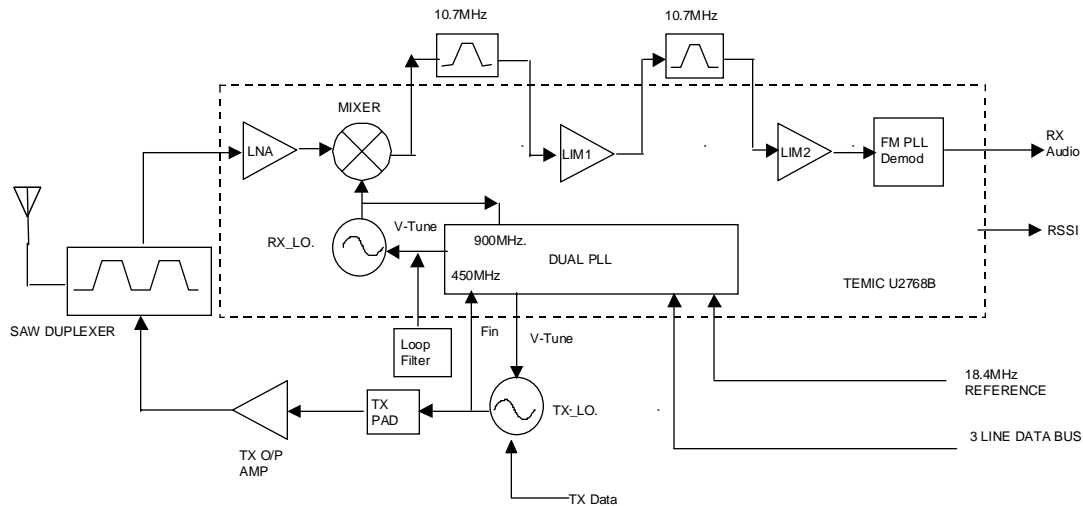 10.7MHz
10.7MHz
MIXER
LNA
LIM1
LIM2
FM PLL
Demod
RX
Audio
RX_LO.
V-Tune
900MHz.
DUAL PLL
450MHz
RSSI
TEMIC U2768B
SAW DUPLEXER
Loop
Filter
Fin
V-Tune
18.4MHz
REFERENCE
TX
PAD
TX-LO.
3 LINE DATA BUS
TX O/P
AMP
TX Data